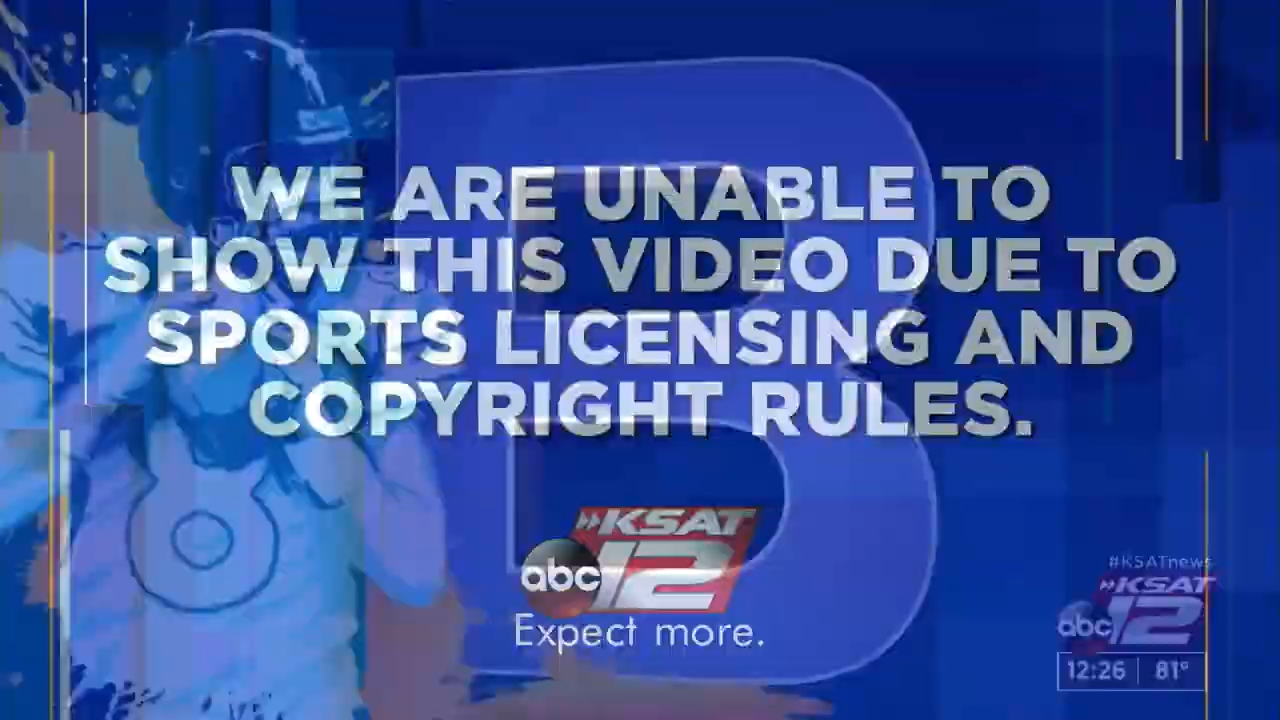 WE ARE UNABLE TO
SHOW THIS VIDEO DUE TO
SPORTS LICENSING AND
COPYRIGHT RULES.
KSAT
abc 12
Expect more.
#KSATnews
KSAT
abc 12
12:26 81°
B